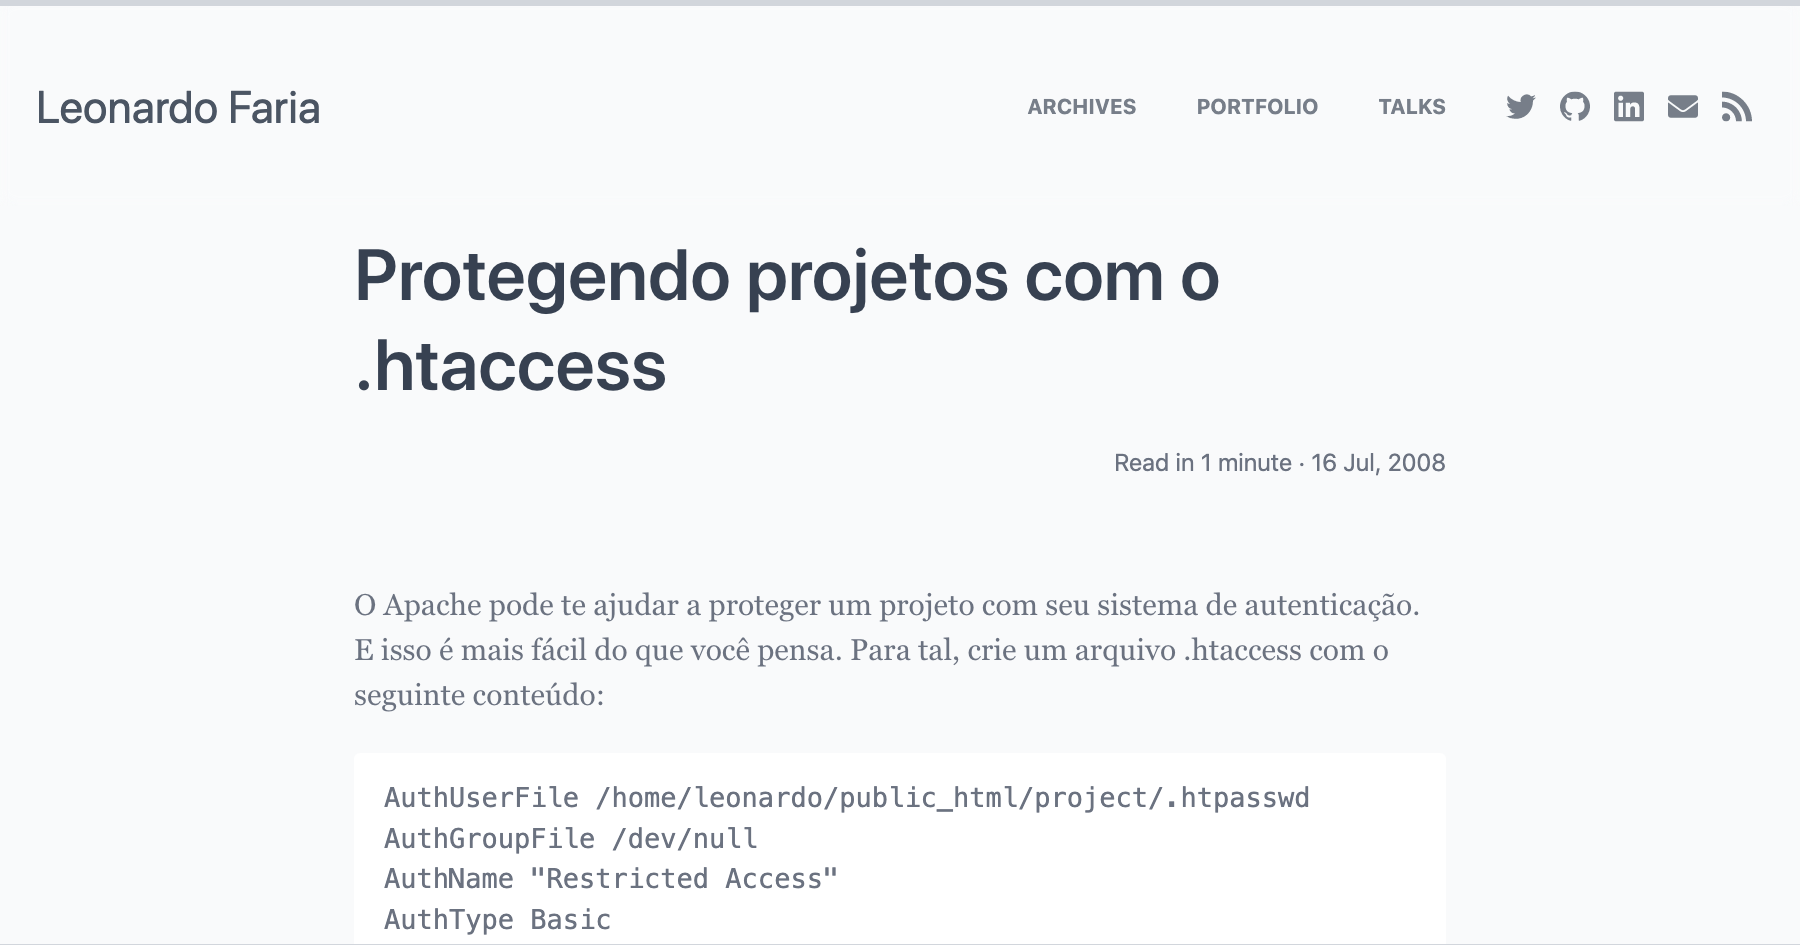 Leonardo Faria
ARCHIVES PORTFOLIO TALKS
Protegendo projetos com o
.htaccess
Read in 1 minute · 16 Jul, 2008
O Apache pode te ajudar a proteger um projeto com seu sistema de autenticação.
E isso é mais fácil do que você pensa. Para tal, crie um arquivo .htaccess com o
seguinte conteúdo:
AuthUserFile /home/leonardo/public_html/project/.htpasswd
AuthGroupFile /dev/null
AuthName "Restricted Access"
AuthType Basic